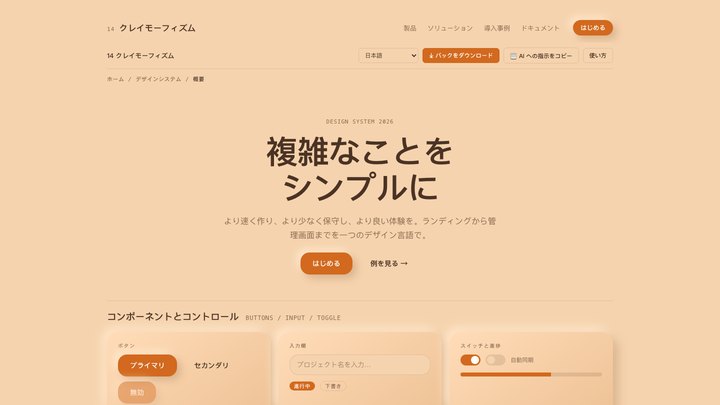 14 クレイモーフィズム
製品 ソリューション 導入事例 ドキュメント はじめる
14 クレイモーフィズム
日本語 パックをダウンロード AI への指示をコピー 使い方
ホーム / デザインシステム / 概要
DESIGN SYSTEM 2026
複雑なことを
シンプルに
より速く作り、より少なく保守し、より良い体験を。ランディングから管
理画面までを一つのデザイン言語で。
はじめる 例を見る →
コンポーネントとコントロール BUTTONS / INPUT / TOGGLE
ボタン
プライマリ セカンダリ
無効
入力欄
プロジェクト名を入力...
進行中 下書き
スイッチと進捗
自動同期